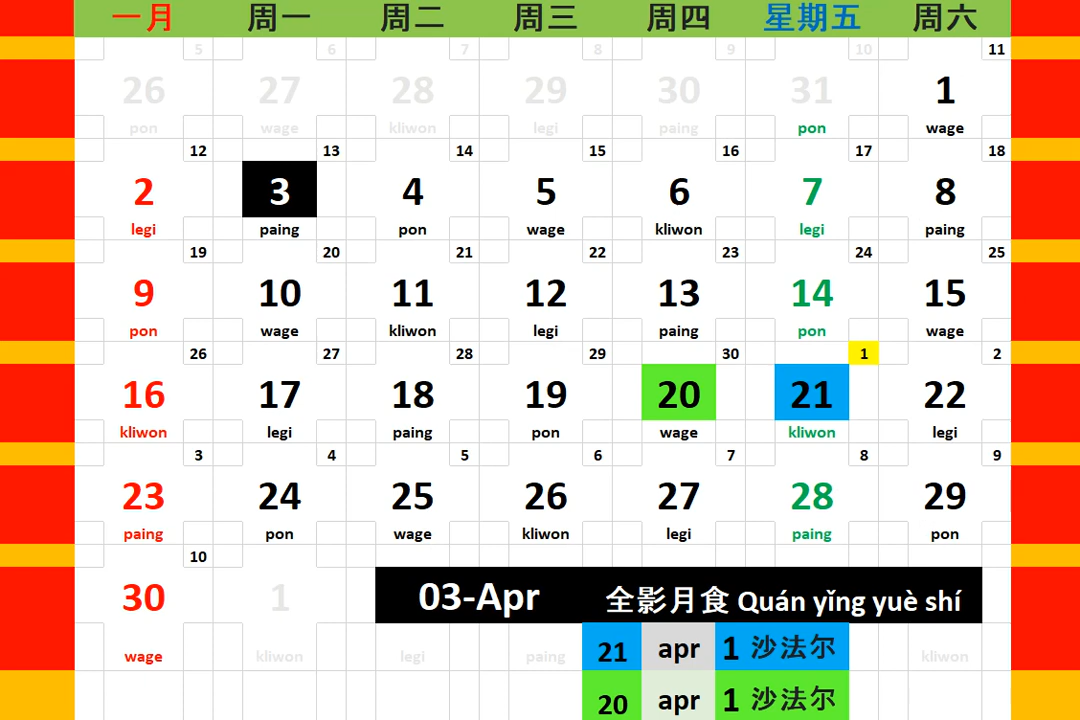 一月 周一 周二 周三 周四 星期五 周六
5 6 7 8 9 10 11
26 27 28 29 30 31 1
pon wage kliwon legi paing pon wage
12 13 14 15 16 17 18
2 3 4 5 6 7 8
legi paing pon wage kliwon legi paing
19 20 21 22 23 24 25
9 10 11 12 13 14 15
pon wage kliwon legi paing pon wage
26 27 28 29 30 1 2
16 17 18 19 20 21 22
kliwon legi paing pon wage kliwon legi
3 4 5 6 7 8 9
23 24 25 26 27 28 29
paing pon wage kliwon legi paing pon
10
30 1 03-Apr 全影月食 Quán yǐng yuè shí
wage kliwon legi paing 21 apr 1 沙法尔 kliwon
20 apr 1 沙法尔